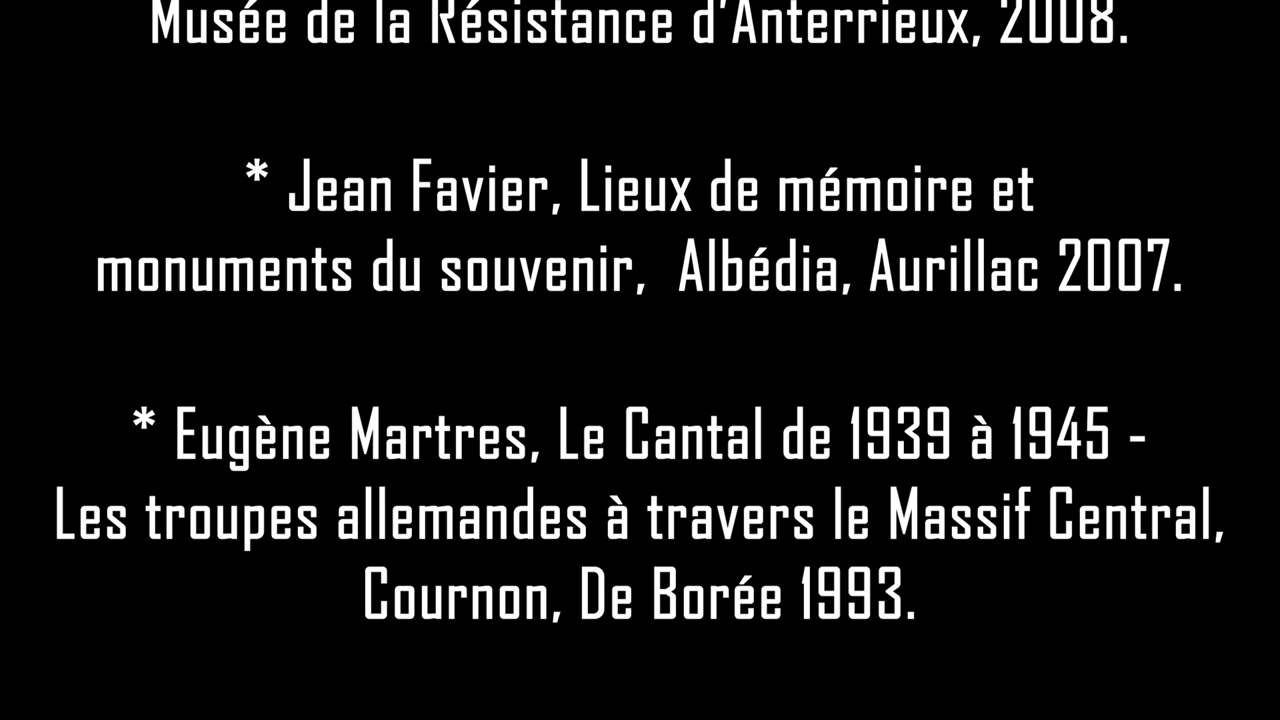 Musée de la Résistance d’Anterrieux, 2008.
* Jean Favier, Lieux de mémoire et
monuments du souvenir, Albédia, Aurillac 2007.
* Eugène Martres, Le Cantal de 1939 à 1945 -
Les troupes allemandes à travers le Massif Central,
Cournon, De Borée 1993.